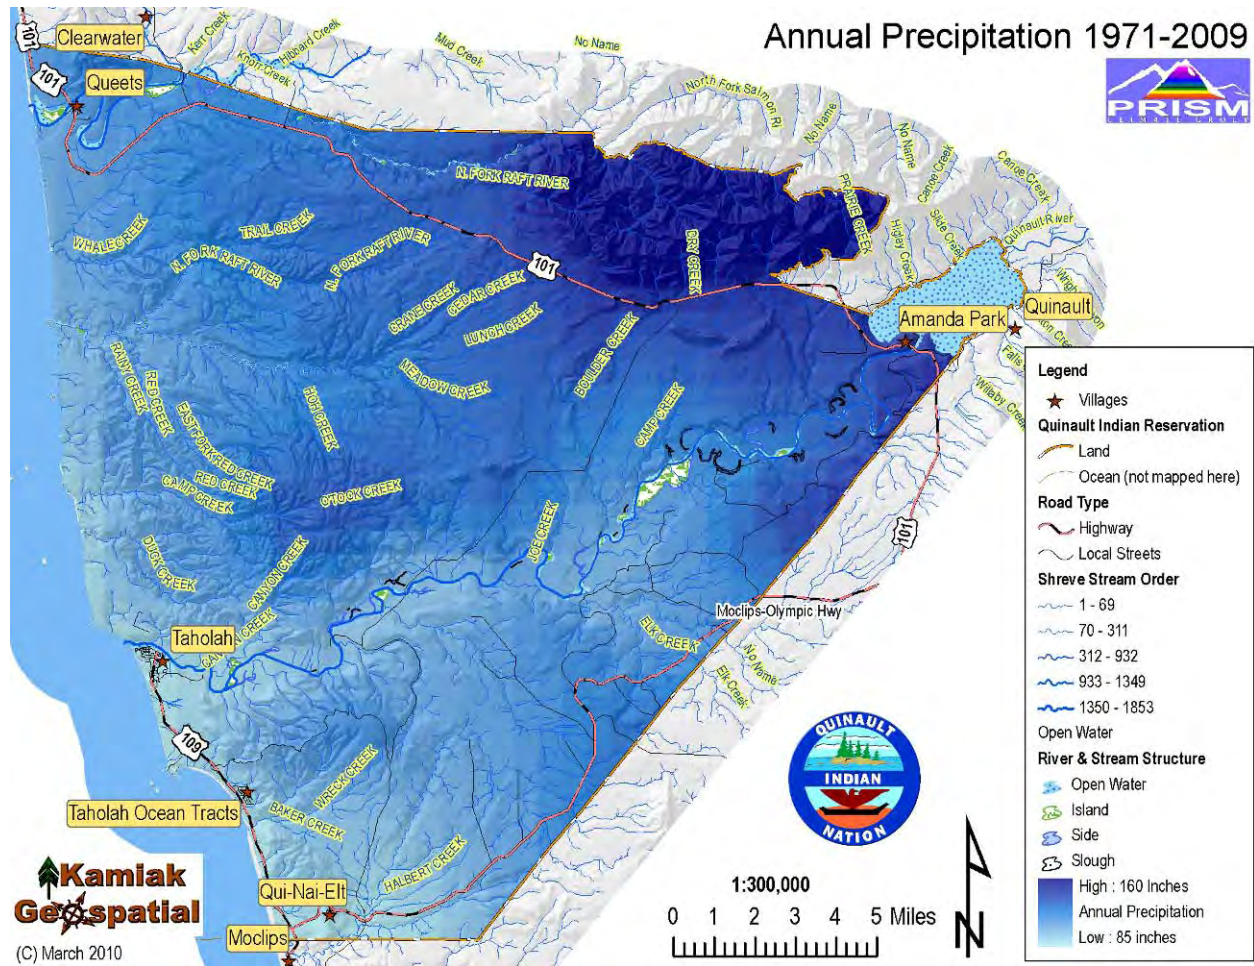 Annual Precipitation 1971-2009
PRISM
101
Clearwater
Kerr Creek
Hibbard Creek
Knorr Creek
Mud Creek
No Name
101
Queets
North Fork Salmon Ri
No Name
No Name
Canoe Creek
Canoe Creek
N. FORK RAFT RIVER
PRAIRIE CREEK
Higley Creek
Slide Creek
Quinault River
WHALE CREEK
TRAIL CREEK
N. FORK RAFT RIVER
N. FORK RAFT RIVER
DRY CREEK
101
CRANE CREEK
CEDAR CREEK
LUNCH CREEK
Amanda Park
Quinault
Falls
Willaby Creek
RAINY CREEK
RED CREEK
EAST FORK RED CREEK
HOH CREEK
MEADOW CREEK
BOULDER CREEK
CAMP CREEK
RED CREEK
CAMP CREEK
O'TOOK CREEK
JOE CREEK
101
DUCK CREEK
CANYON CREEK
Moclips-Olympic Hwy
ELK CREEK
No Name
Elk Creek
Taholah
109
WRECK CREEK
Taholah Ocean Tracts
BAKER CREEK
HALBERT CREEK
Qui-Nai-Elt
Moclips
QUINAULT
INDIAN
NATION
Kamiak
Geospatial
(C) March 2010
1:300,000
0 1 2 3 4 5 Miles
N
Legend
Villages
Quinault Indian Reservation
Land
Ocean (not mapped here)
Road Type
Highway
Local Streets
Shreve Stream Order
1 - 69
70 - 311
312 - 932
933 - 1349
1350 - 1853
Open Water
River & Stream Structure
Open Water
Island
Side
Slough
High : 160 Inches
Annual Precipitation
Low : 85 inches